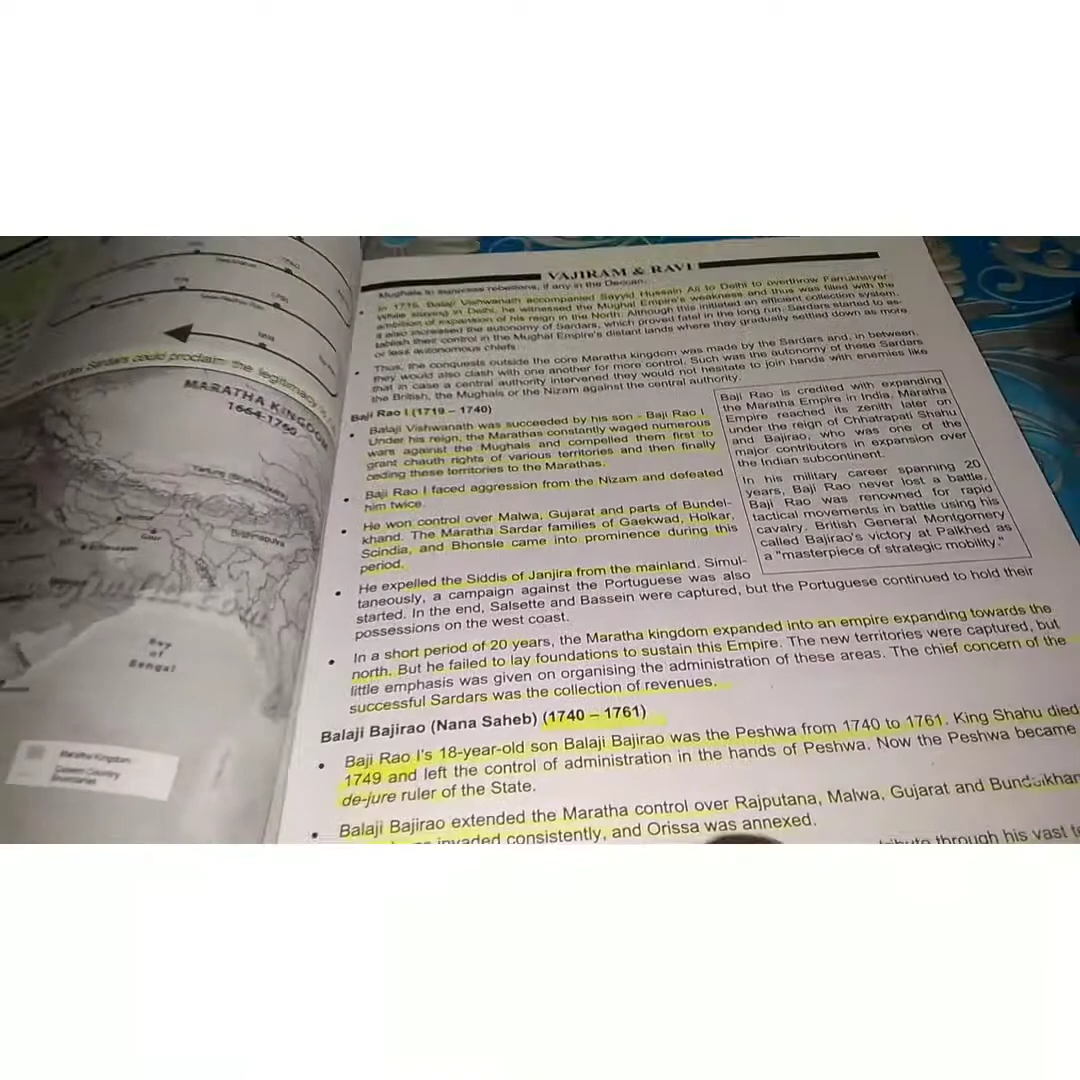 the Sardars could proclaim the legitimacy
MARATHA KINGDOM
1664-1760
Brahmaputra
Gaur
Bay
of
Bengal
Maratha Kingdom
VAJIRAM & RAVI
Mughals to suppress rebellions, if any in the Deccan.
• In 1719, Balaji Vishwanath accompanied Sayyid Hussain Ali to Delhi to overthrow Farrukhsiyar.
While staying in Delhi, he witnessed the Mughal Empire's weakness and thus was filled with the
ambition of expansion of his reign in the North. Although this initiated an efficient collection system,
it also increased the autonomy of Sardars, which proved fatal in the long run. Sardars started to es-
tablish their control in the Mughal Empire's distant lands where they gradually settled down as more
or less autonomous chiefs.
• Thus, the conquests outside the core Maratha kingdom was made by the Sardars and, in between,
they would also clash with one another for more control. Such was the autonomy of these Sardars
that in case a central authority intervened they would not hesitate to join hands with enemies like
the British, the Mughals or the Nizam against the central authority.
Baji Rao I (1719 – 1740)
• Balaji Vishwanath was succeeded by his son - Baji Rao I.
Under his reign, the Marathas constantly waged numerous
wars against the Mughals and compelled them first to
grant chauth rights of various territories and then finally
ceding these territories to the Marathas.
• Baji Rao I faced aggression from the Nizam and defeated
him twice.
• He won control over Malwa, Gujarat and parts of Bundel-
khand. The Maratha Sardar families of Gaekwad, Holkar,
Scindia, and Bhonsle came into prominence during this
period.
Baji Rao is credited with expanding
the Maratha Empire in India. Maratha
Empire reached its zenith later on
under the reign of Chhatrapati Shahu
and Bajirao, who was one of the
major contributors in expansion over
the Indian subcontinent.
In his military career spanning 20
years, Baji Rao never lost a battle.
Baji Rao was renowned for rapid
tactical movements in battle using his
cavalry. British General Montgomery
called Bajirao's victory at Palkhed as
a "masterpiece of strategic mobility."
• He expelled the Siddis of Janjira from the mainland. Simul-
taneously, a campaign against the Portuguese was also
started. In the end, Salsette and Bassein were captured, but the Portuguese continued to hold their
possessions on the west coast.
• In a short period of 20 years, the Maratha kingdom expanded into an empire expanding towards the
north. But he failed to lay foundations to sustain this Empire. The new territories were captured, but
little emphasis was given on organising the administration of these areas. The chief concern of the
successful Sardars was the collection of revenues.
Balaji Bajirao (Nana Saheb) (1740 – 1761)
• Baji Rao I's 18-year-old son Balaji Bajirao was the Peshwa from 1740 to 1761. King Shahu died
1749 and left the control of administration in the hands of Peshwa. Now the Peshwa became
de-jure ruler of the State.
• Balaji Bajirao extended the Maratha control over Rajputana, Malwa, Gujarat and
invaded consistently, and Orissa was annexed.
through his vast